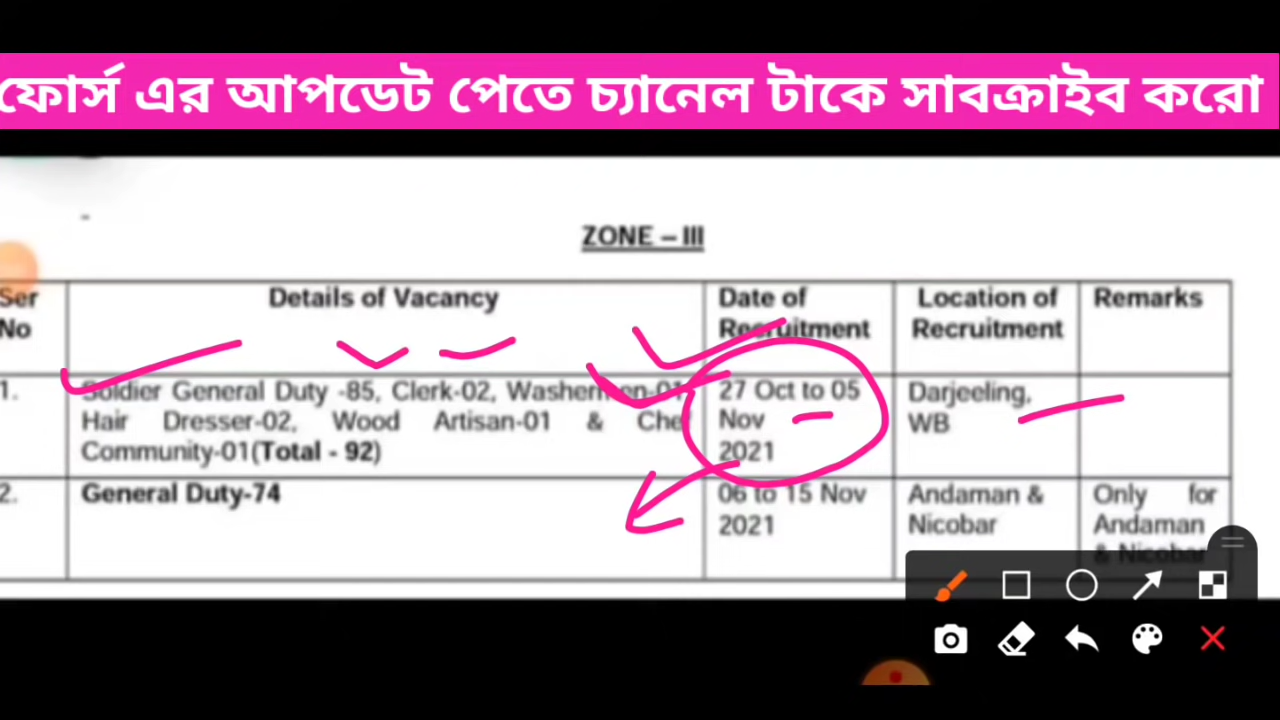 ফোর্স এর আপডেট পেতে চ্যানেল টাকে সাবক্রাইব করো
ZONE – III
Ser No
Details of Vacancy
Date of Recruitment
Location of Recruitment
Remarks
1.
Soldier General Duty -85, Clerk-02, Washermen-01,
Hair Dresser-02, Wood Artisan-01 & Chef
Community-01(Total - 92)
27 Oct to 05
Nov
2021
Darjeeling,
WB
2.
General Duty-74
06 to 15 Nov
2021
Andaman &
Nicobar
Only for
Andaman
& Nicobar